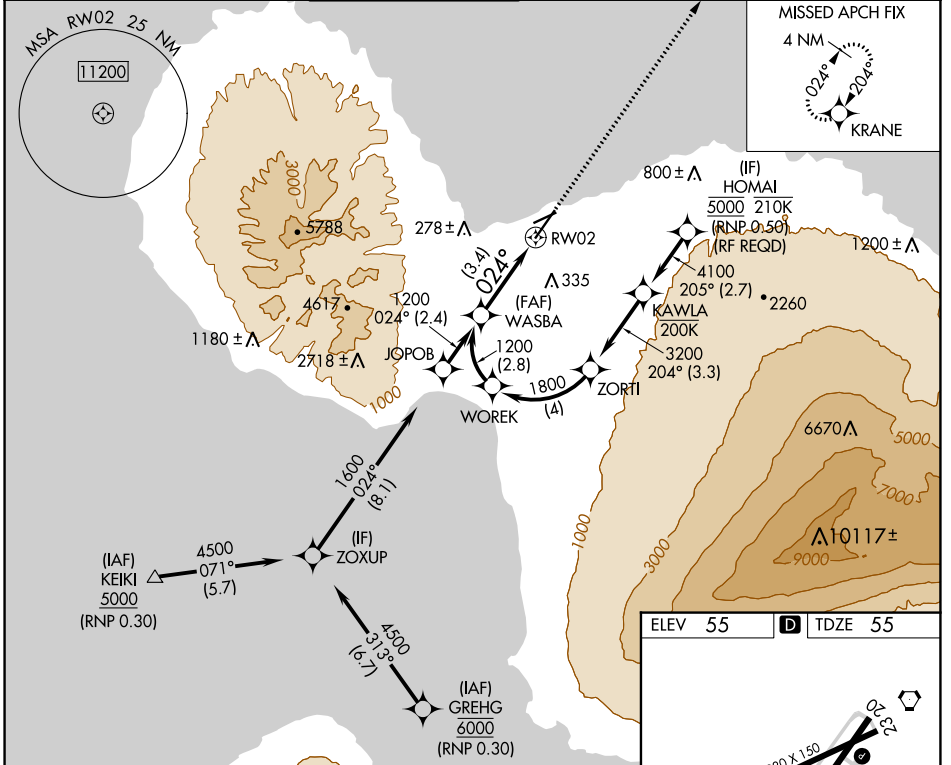 MSA RW02 25 NM
11200
MISSED APCH FIX
4 NM
024°
204°
KRANE
3000
5788
4617
1180±
2718±
1000
278±
800±
(IF)
HOMAI
5000 210K
(RNP 0.50)
(RF REQD)
1200±
RW02
(3.4)
024°
335
4100
205° (2.7)
2260
KAWLA
200K
(FAF)
WASBA
1200
024° (2.4)
JOPOB
1200
(2.8)
3200
204° (3.3)
ZORTI
1800
(4)
WOREK
6670
5000
7000
10117±
9000
1000
3000
1600
024°
(8.1)
(IF)
ZOXUP
(IAF)
KEIKI
5000
(RNP 0.30)
4500
071°
(5.7)
4500
313°
(6.7)
(IAF)
GREHG
6000
(RNP 0.30)
ELEV 55
D
TDZE 55
20
23
X 150
P